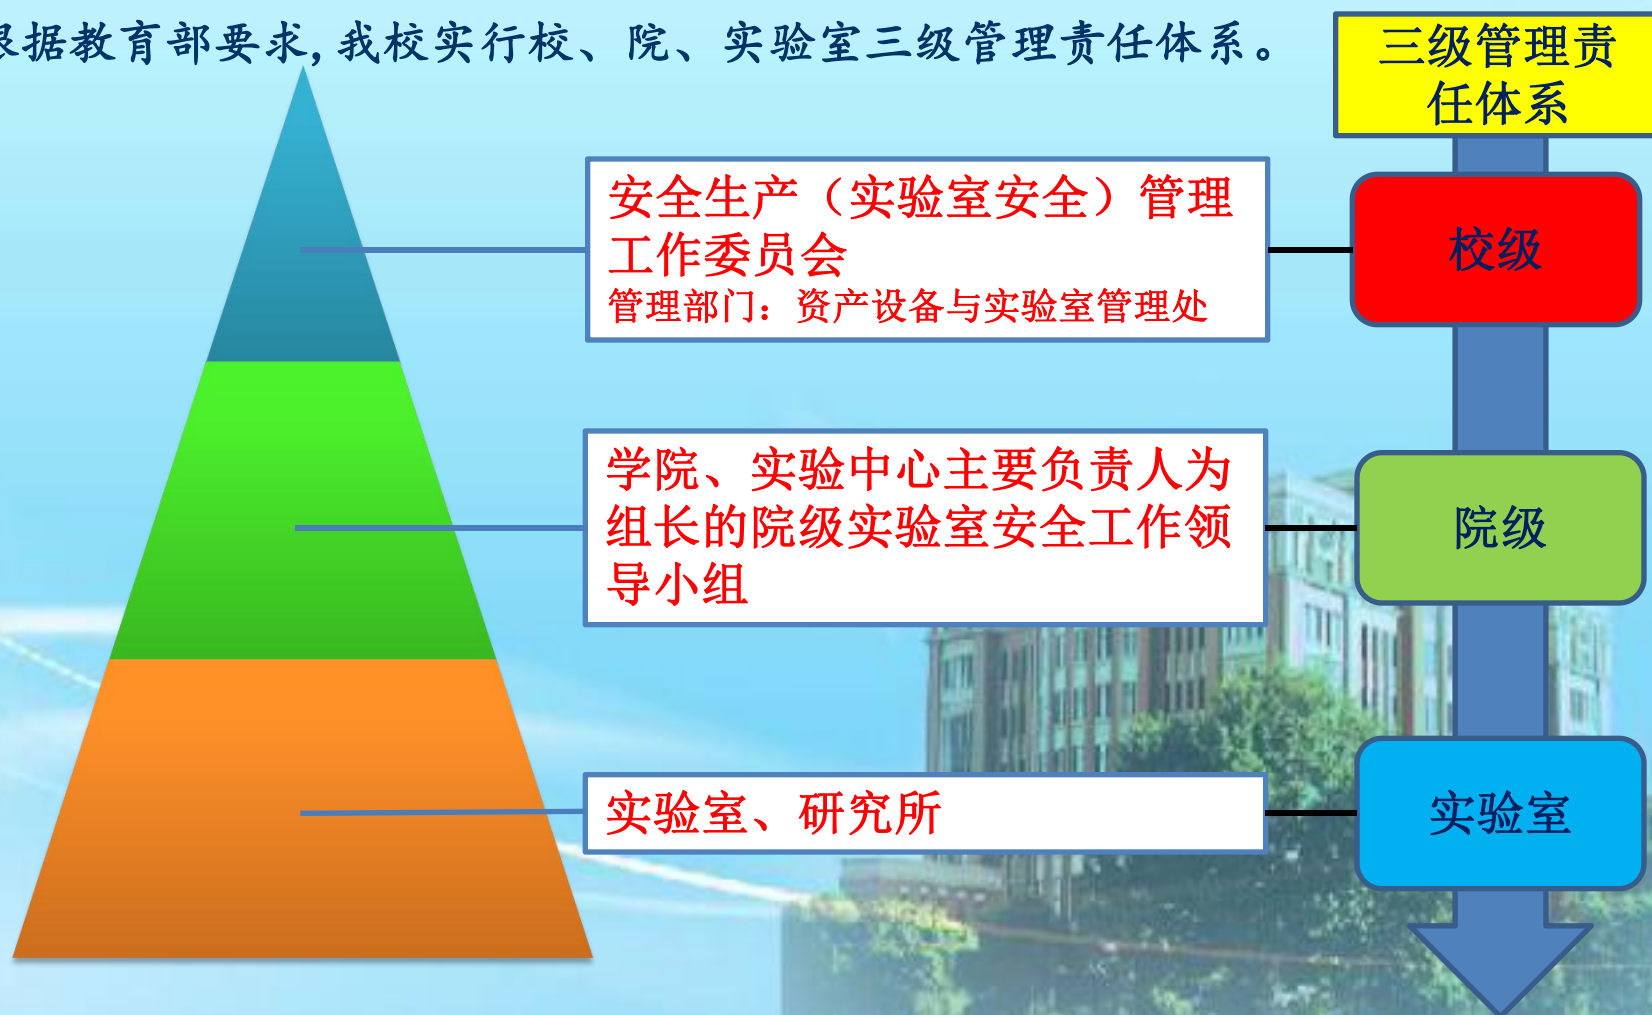 根据教育部要求,我校实行校、院、实验室三级管理责任体系。
三级管理责
任体系
安全生产（实验室安全）管理
工作委员会
管理部门：资产设备与实验室管理处
校级
学院、实验中心主要负责人为
组长的院级实验室安全工作领
导小组
院级
实验室、研究所
实验室